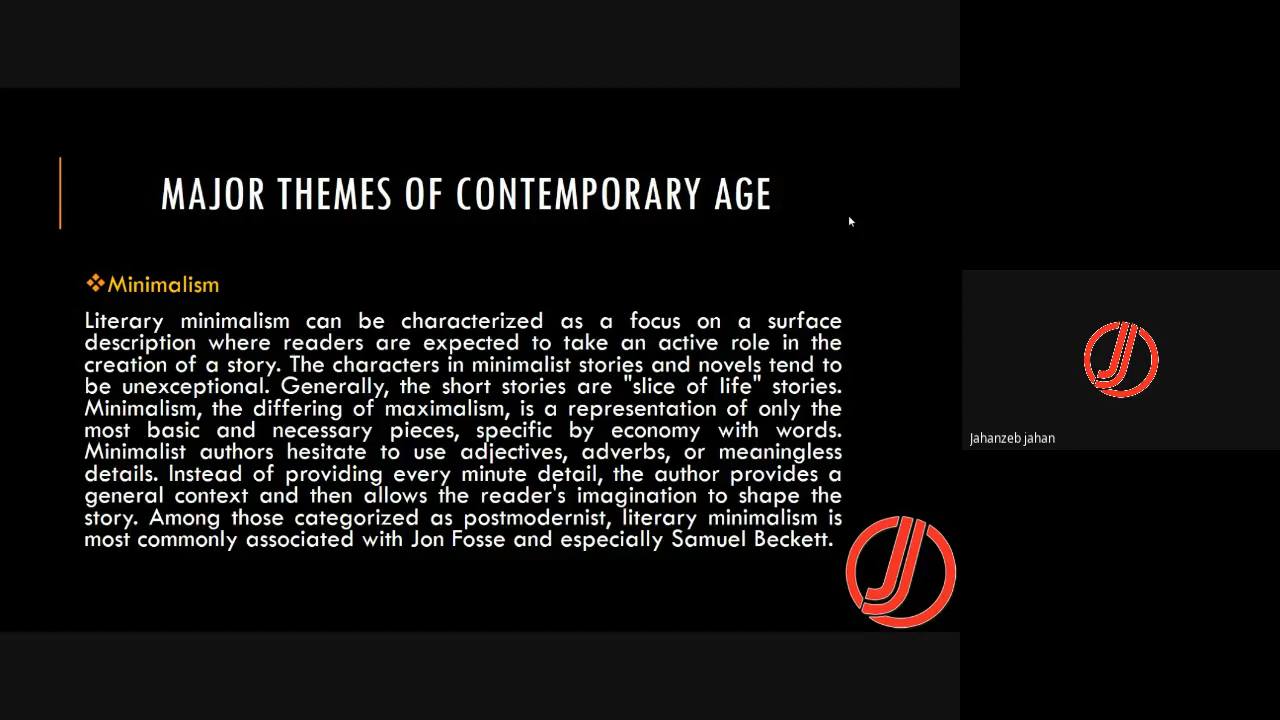 MAJOR THEMES OF CONTEMPORARY AGE
❖Minimalism
Literary minimalism can be characterized as a focus on a surface
description where readers are expected to take an active role in the
creation of a story. The characters in minimalist stories and novels tend to
be unexceptional. Generally, the short stories are "slice of life" stories.
Minimalism, the differing of maximalism, is a representation of only the
most basic and necessary pieces, specific by economy with words.
Minimalist authors hesitate to use adjectives, adverbs, or meaningless
details. Instead of providing every minute detail, the author provides a
general context and then allows the reader's imagination to shape the
story. Among those categorized as postmodernist, literary minimalism is
most commonly associated with Jon Fosse and especially Samuel Beckett.
Jahanzeb jahan